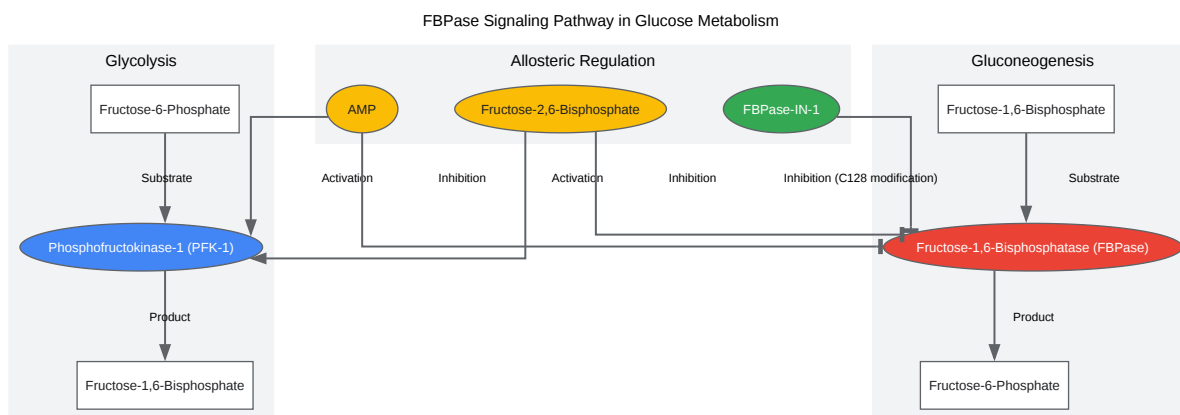 FBPase Signaling Pathway in Glucose Metabolism
Glycolysis
Allosteric Regulation
Gluconeogenesis
Fructose-6-Phosphate
AMP
Fructose-2,6-Bisphosphate
FBPase-IN-1
Fructose-1,6-Bisphosphate
Substrate
Activation
Inhibition
Activation
Inhibition
Inhibition (C128 modification)
Substrate
Phosphofructokinase-1 (PFK-1)
Fructose-1,6-Bisphosphatase (FBPase)
Product
Product
Fructose-1,6-Bisphosphate
Fructose-6-Phosphate